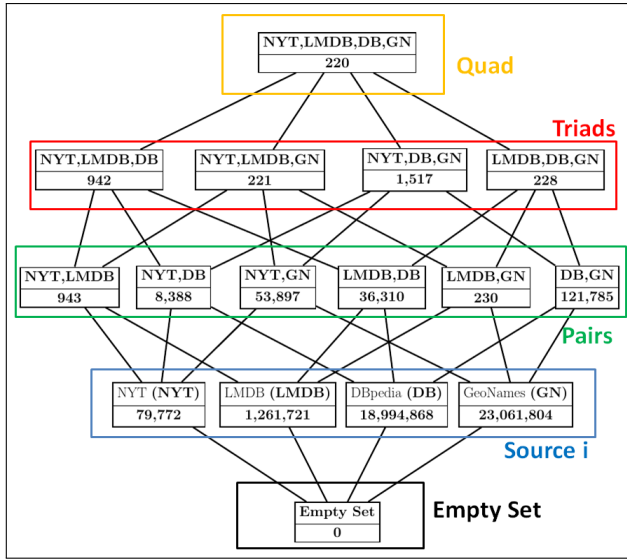 NYT,LMDB,DB,GN
220
Quad
Triads
NYT,LMDB,DB
942
NYT,LMDB,GN
221
NYT,DB,GN
1,517
LMDB,DB,GN
228
NYT,LMDB
943
NYT,DB
8,388
NYT,GN
53,897
LMDB,DB
36,310
LMDB,GN
230
DB,GN
121,785
Pairs
NYT (NYT)
79,772
LMDB (LMDB)
1,261,721
DBpedia (DB)
18,994,868
GeoNames (GN)
23,061,804
Source i
Empty Set
0
Empty Set